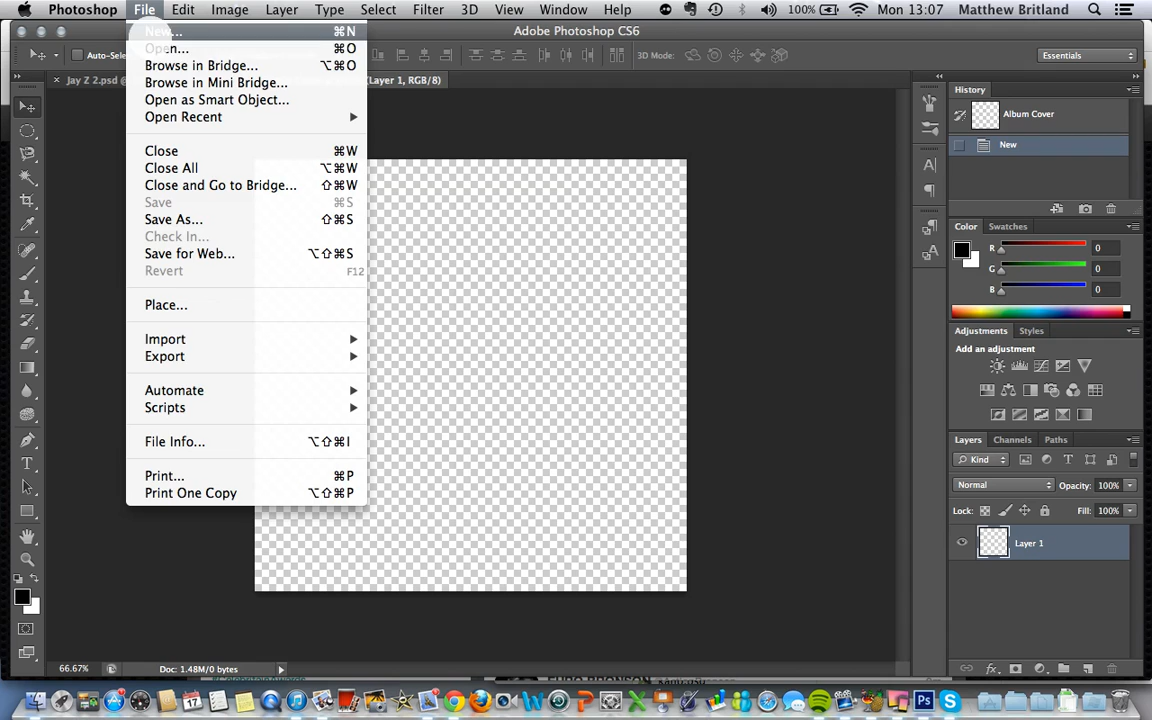 Photoshop File Edit Image Layer Type Select Filter 3D View Window Help 100% Mon 13:07 Matthew Britland
New... ⌘N
Adobe Photoshop CS6
Open... ⌘O
Auto-Sele
3D Mode:
Essentials
Browse in Bridge... ⌥⌘O
Jay Z 2.psd @
(Layer 1, RGB/8)
Browse in Mini Bridge...
Open as Smart Object...
Open Recent
Close ⌘W
Close All ⌥⌘W
Close and Go to Bridge... ⇧⌘W
Save ⌘S
Save As... ⇧⌘S
Check In...
Save for Web... ⌥⇧⌘S
Revert F12
Place...
Import
Export
Automate
Scripts
File Info... ⌥⇧⌘I
Print... ⌘P
Print One Copy ⌥⇧⌘P
History
Album Cover
New
Color Swatches
R 0
G 0
B 0
Adjustments Styles
Add an adjustment
Layers Channels Paths
Kind
Normal Opacity: 100%
Lock: Fill: 100%
Layer 1
66.67% Doc: 1.48M/0 bytes